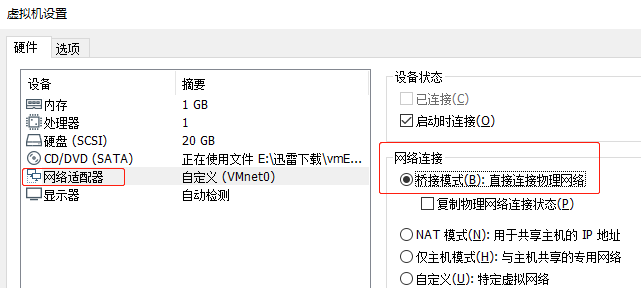 虚拟机设置
硬件 选项
设备 摘要
内存 1 GB
处理器 1
硬盘 (SCSI) 20 GB
CD/DVD (SATA) 正在使用文件 E:\迅雷下载\vmE...
网络适配器 自定义 (VMnet0)
显示器 自动检测
设备状态
已连接(C)
启动时连接(O)
网络连接
桥接模式(B): 直接连接物理网络
复制物理网络连接状态(P)
NAT 模式(N): 用于共享主机的 IP 地址
仅主机模式(H): 与主机共享的专用网络
自定义(U): 特定虚拟网络